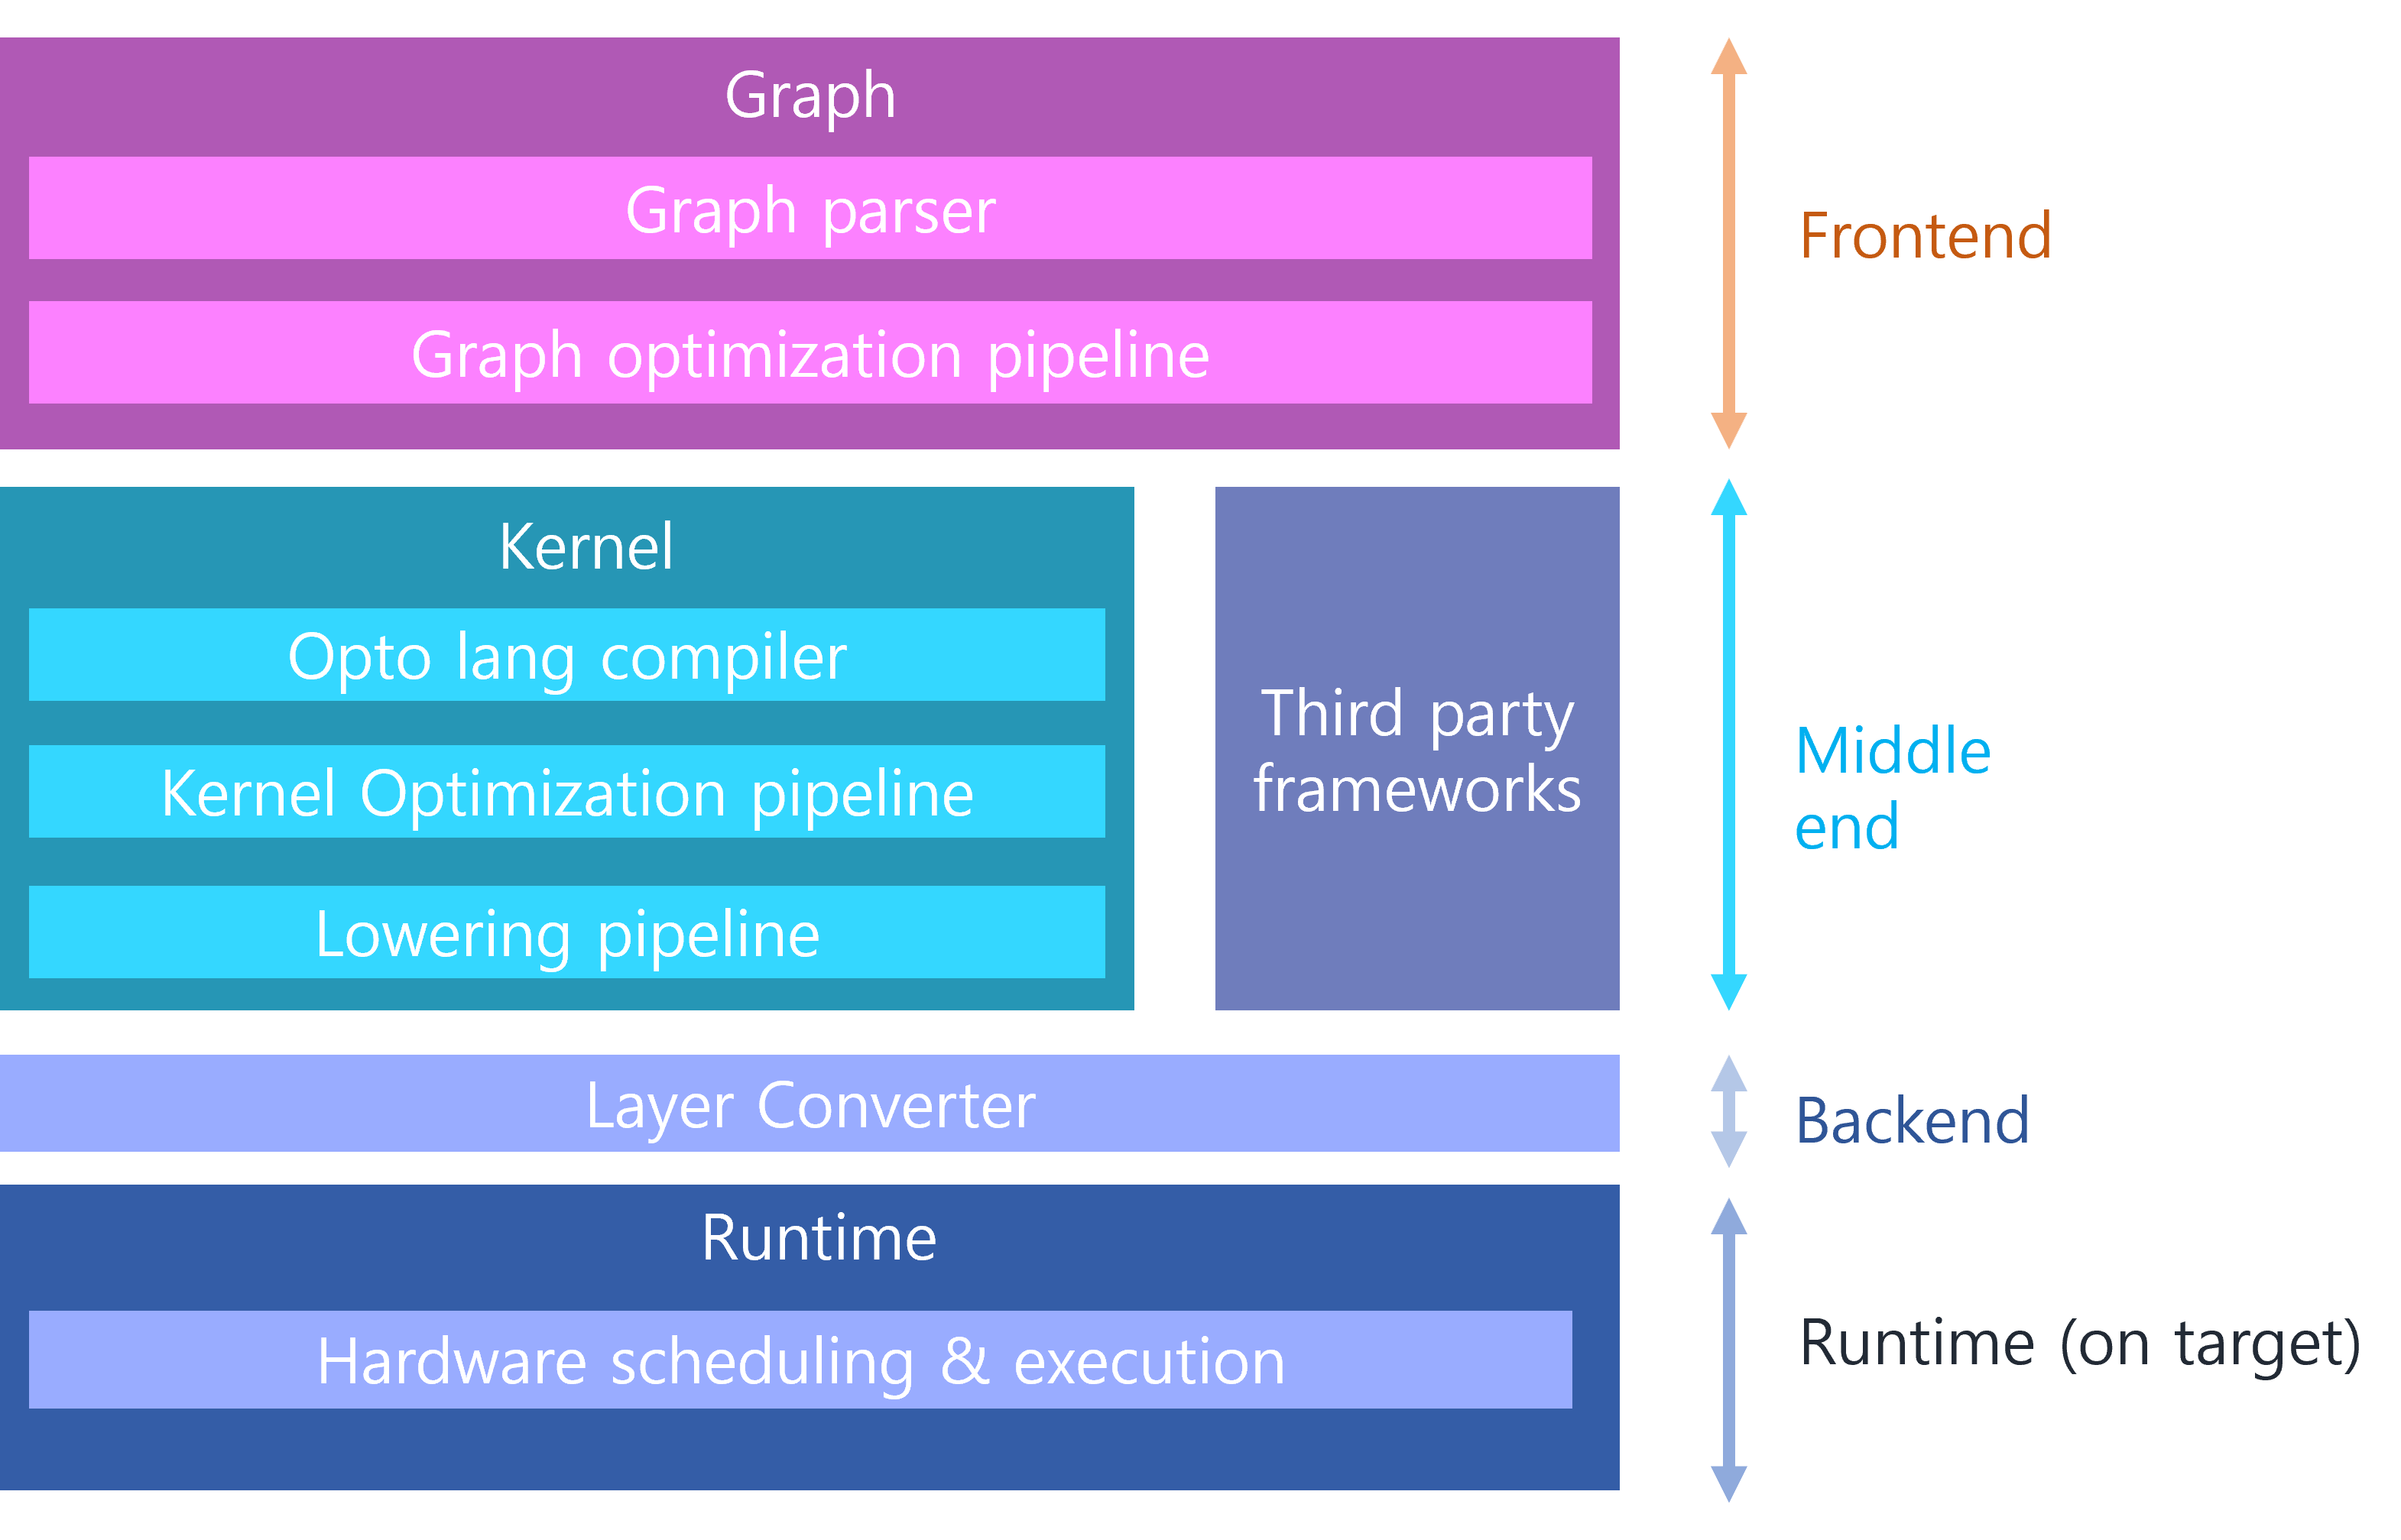 Graph
Graph parser
Graph optimization pipeline
Frontend
Kernel
Opto lang compiler
Kernel Optimization pipeline
Lowering pipeline
Third party
frameworks
Middle
end
Layer Converter
Backend
Runtime
Hardware scheduling & execution
Runtime (on target)